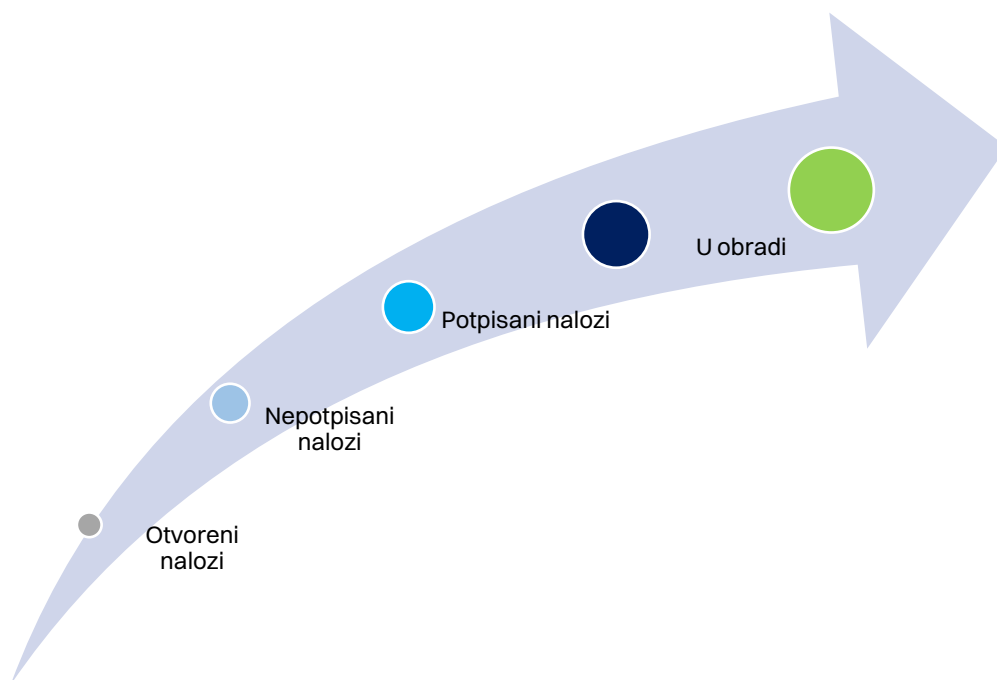 Otvoreni
nalozi
Nepotpisani
nalozi
Potpisani nalozi
U obradi